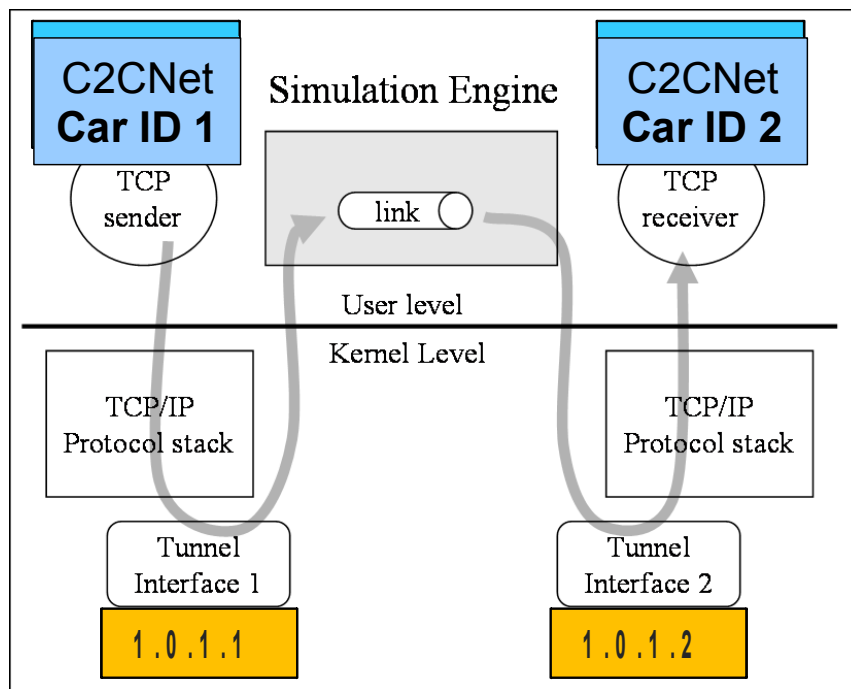 C2CNet
Car ID 1
TCP
sender
Simulation Engine
link
C2CNet
Car ID 2
TCP
receiver
User level
Kernel Level
TCP/IP
Protocol stack
TCP/IP
Protocol stack
Tunnel
Interface 1
Tunnel
Interface 2
1.0.1.1
1.0.1.2